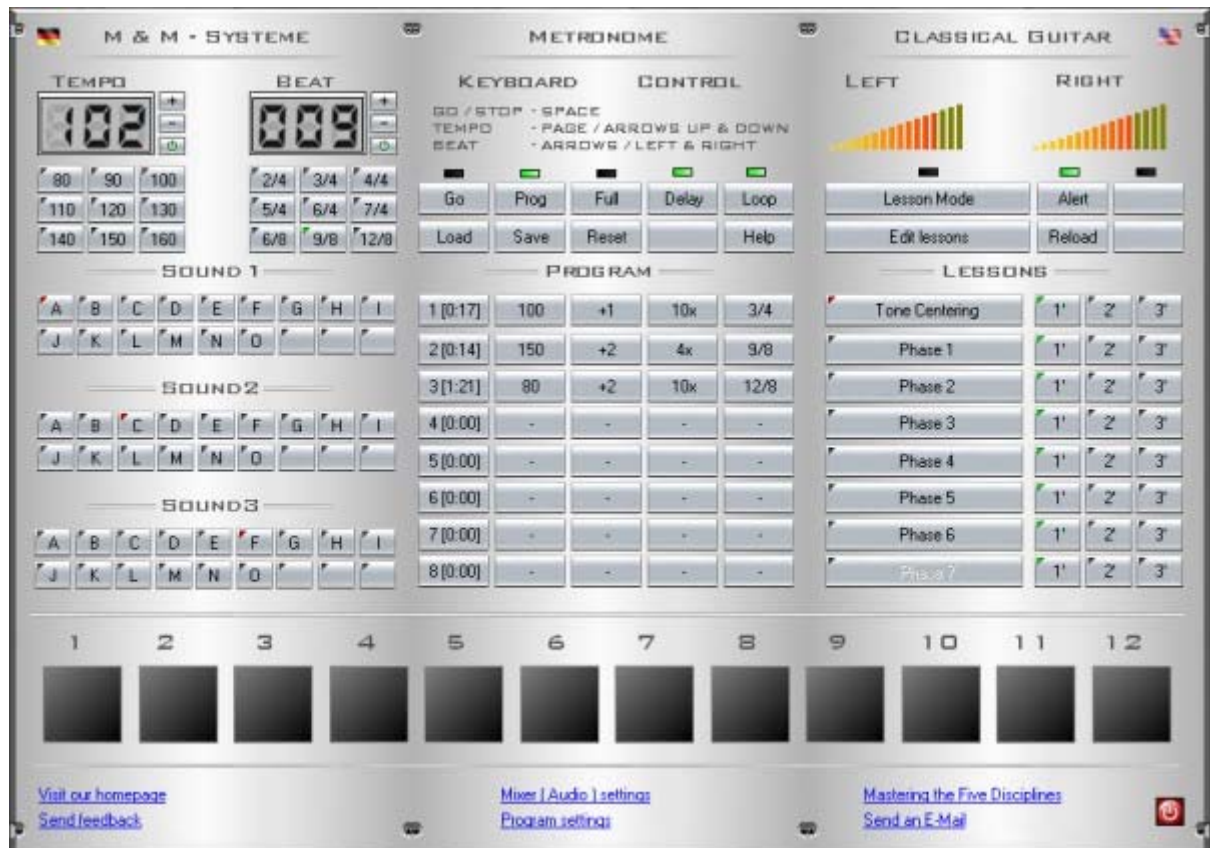 M & M - SYSTEME
METRONOME
CLASSICAL GUITAR
TEMPO BEAT
102 009
+ +
- -
80 90 100 2/4 3/4 4/4
110 120 130 5/4 6/4 7/4
140 150 160 6/8 9/8 12/8
SOUND 1
A B C D E F G H I
J K L M N O
SOUND2
A B C D E F G H I
J K L M N O
SOUND3
A B C D E F G H I
J K L M N O
KEYBOARD CONTROL
GO / STOP - SPACE
TEMPO - PAGE / ARROWS UP & DOWN
BEAT - ARROWS / LEFT & RIGHT
Go Prog Full Delay Loop
Load Save Reset Help
PROGRAM
1 [0:17] 100 +1 10x 3/4
2 [0:14] 150 +2 4x 9/8
3 [1:21] 80 +2 10x 12/8
4 [0:00] - - - -
5 [0:00] - - - -
6 [0:00] - - - -
7 [0:00] - - - -
8 [0:00] - - - -
LEFT RIGHT
Lesson Mode Alert
Edit lessons Reload
LESSONS
Tone Centering 1' 2' 3'
Phase 1 1' 2' 3'
Phase 2 1' 2' 3'
Phase 3 1' 2' 3'
Phase 4 1' 2' 3'
Phase 5 1' 2' 3'
Phase 6 1' 2' 3'
Phase 7 1' 2' 3'
1 2 3 4 5 6 7 8 9 10 11 12
Visit our homepage
Send feedback
Mixer ( Audio ) settings
Program settings
Mastering the Five Disciplines
Send an E-Mail